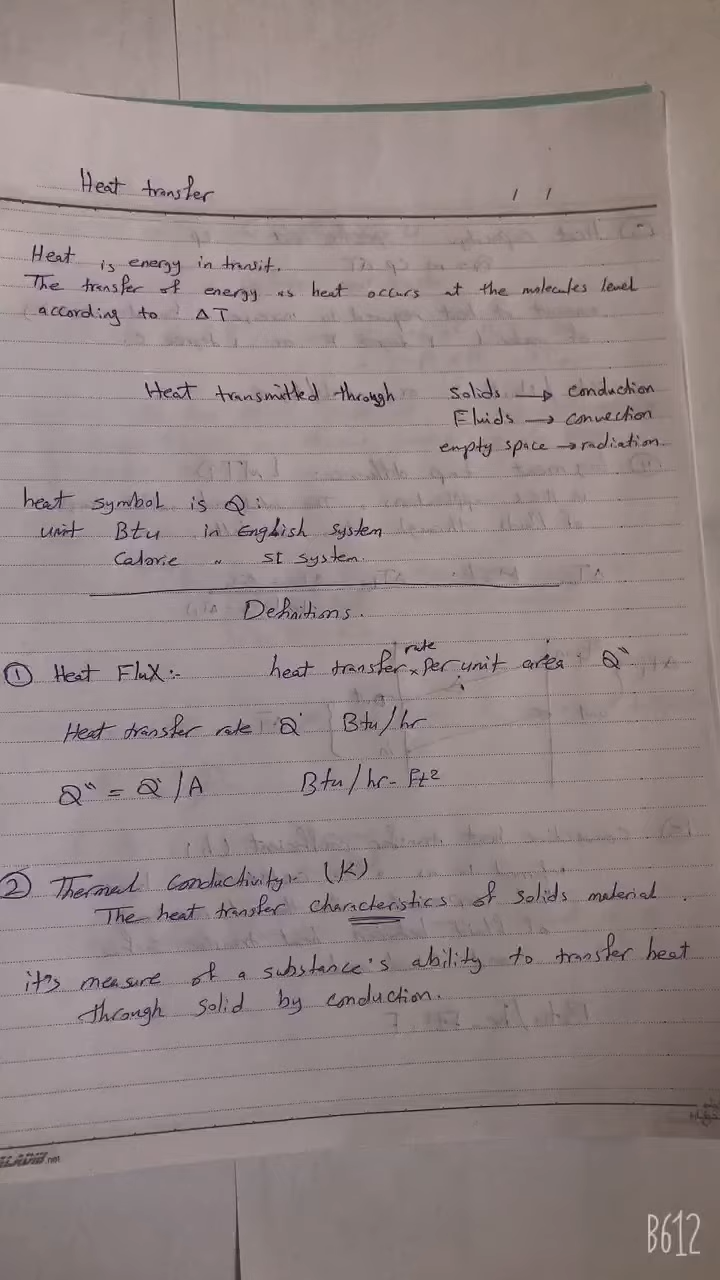 Heat transfer / /
Heat is energy in transit.
The transfer of energy as heat occurs at the molecules level
according to ΔT
Heat transmitted through solids → conduction
Fluids → convection
empty space → radiation.
heat symbol is Q:
unit Btu in English system
Calorie " SI system.
Definitions.
rate
① Heat Flux:- heat transfer × per unit area : Q̇"
Heat transfer rate Q̇ Btu/hr
Q̇" = Q̇ / A Btu/hr-Ft²
② Thermal conductivity:- (K)
The heat transfer characteristics of solids material.
it's measure of a substance's ability to transfer heat
through solid by conduction.
B612